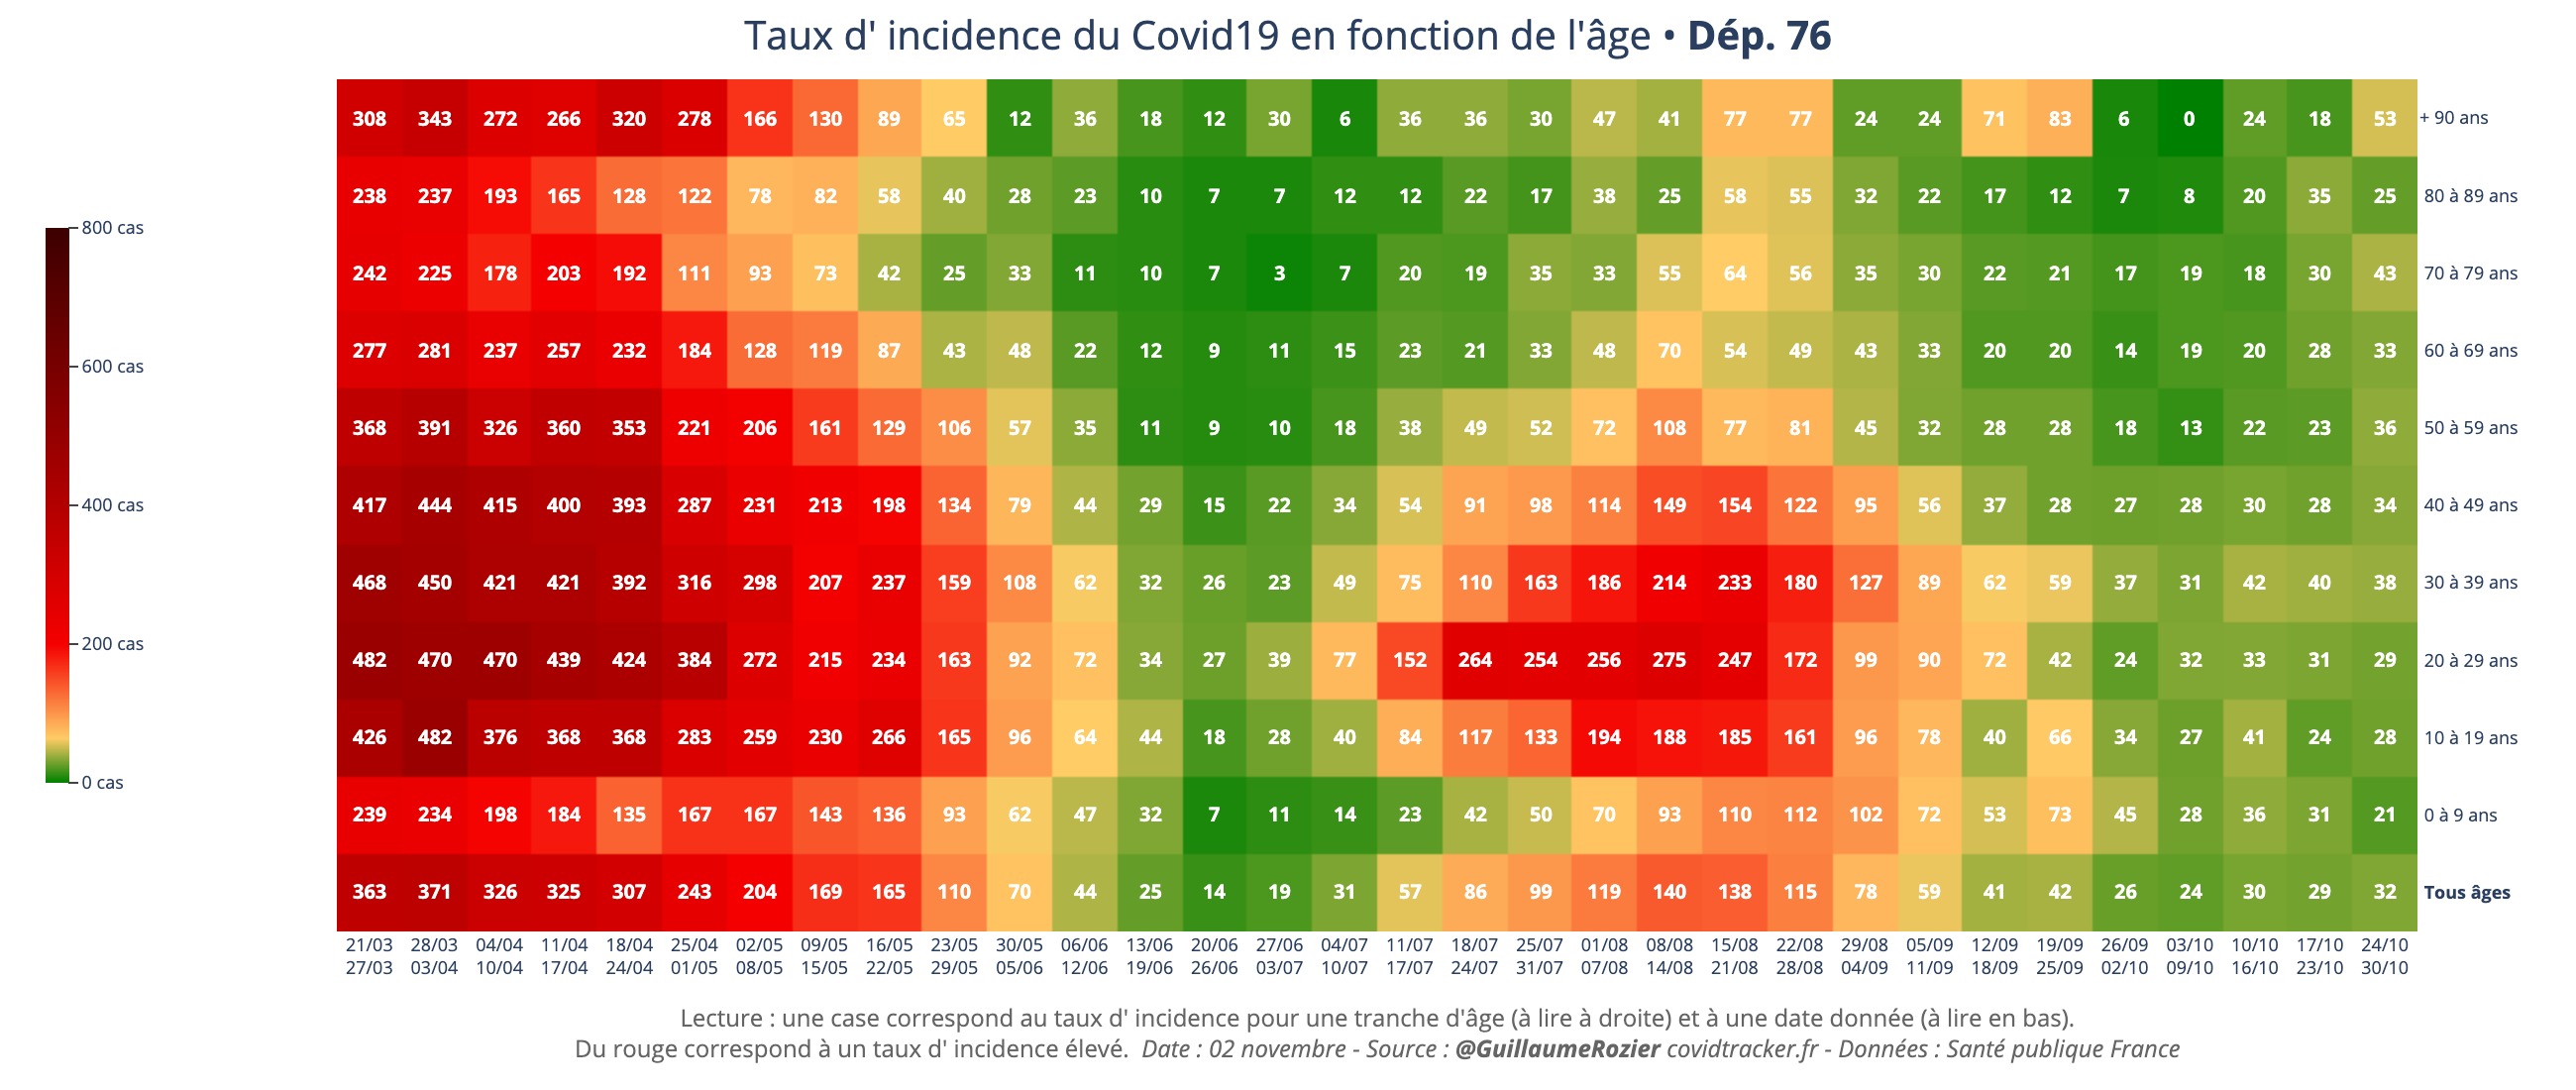 Taux d' incidence du Covid19 en fonction de l'âge • Dép. 76
308 343 272 266 320 278 166 130 89 65 12 36 18 12 30 6 36 36 30 47 41 77 77 24 24 71 83 6 0 24 18 53 + 90 ans
238 237 193 165 128 122 78 82 58 40 28 23 10 7 7 12 12 22 17 38 25 58 55 32 22 17 12 7 8 20 35 25 80 à 89 ans
242 225 178 203 192 111 93 73 42 25 33 11 10 7 3 7 20 19 35 33 55 64 56 35 30 22 21 17 19 18 30 43 70 à 79 ans
277 281 237 257 232 184 128 119 87 43 48 22 12 9 11 15 23 21 33 48 70 54 49 43 33 20 20 14 19 20 28 33 60 à 69 ans
368 391 326 360 353 221 206 161 129 106 57 35 11 9 10 18 38 49 52 72 108 77 81 45 32 28 28 18 13 22 23 36 50 à 59 ans
417 444 415 400 393 287 231 213 198 134 79 44 29 15 22 34 54 91 98 114 149 154 122 95 56 37 28 27 28 30 28 34 40 à 49 ans
468 450 421 421 392 316 298 207 237 159 108 62 32 26 23 49 75 110 163 186 214 233 180 127 89 62 59 37 31 42 40 38 30 à 39 ans
482 470 470 439 424 384 272 215 234 163 92 72 34 27 39 77 152 264 254 256 275 247 172 99 90 72 42 24 32 33 31 29 20 à 29 ans
426 482 376 368 368 283 259 230 266 165 96 64 44 18 28 40 84 117 133 194 188 185 161 96 78 40 66 34 27 41 24 28 10 à 19 ans
239 234 198 184 135 167 167 143 136 93 62 47 32 7 11 14 23 42 50 70 93 110 112 102 72 53 73 45 28 36 31 21 0 à 9 ans
363 371 326 325 307 243 204 169 165 110 70 44 25 14 19 31 57 86 99 119 140 138 115 78 59 41 42 26 24 30 29 32 Tous âges
21/03 28/03 04/04 11/04 18/04 25/04 02/05 09/05 16/05 23/05 30/05 06/06 13/06 20/06 27/06 04/07 11/07 18/07 25/07 01/08 08/08 15/08 22/08 29/08 05/09 12/09 19/09 26/09 03/10 10/10 17/10 24/10
27/03 03/04 10/04 17/04 24/04 01/05 08/05 15/05 22/05 29/05 05/06 12/06 19/06 26/06 03/07 10/07 17/07 24/07 31/07 07/08 14/08 21/08 28/08 04/09 11/09 18/09 25/09 02/10 09/10 16/10 23/10 30/10
800 cas
600 cas
400 cas
200 cas
0 cas
Lecture : une case correspond au taux d' incidence pour une tranche d'âge (à lire à droite) et à une date donnée (à lire en bas).
Du rouge correspond à un taux d' incidence élevé. Date : 02 novembre - Source : @GuillaumeRozier covidtracker.fr - Données : Santé publique France